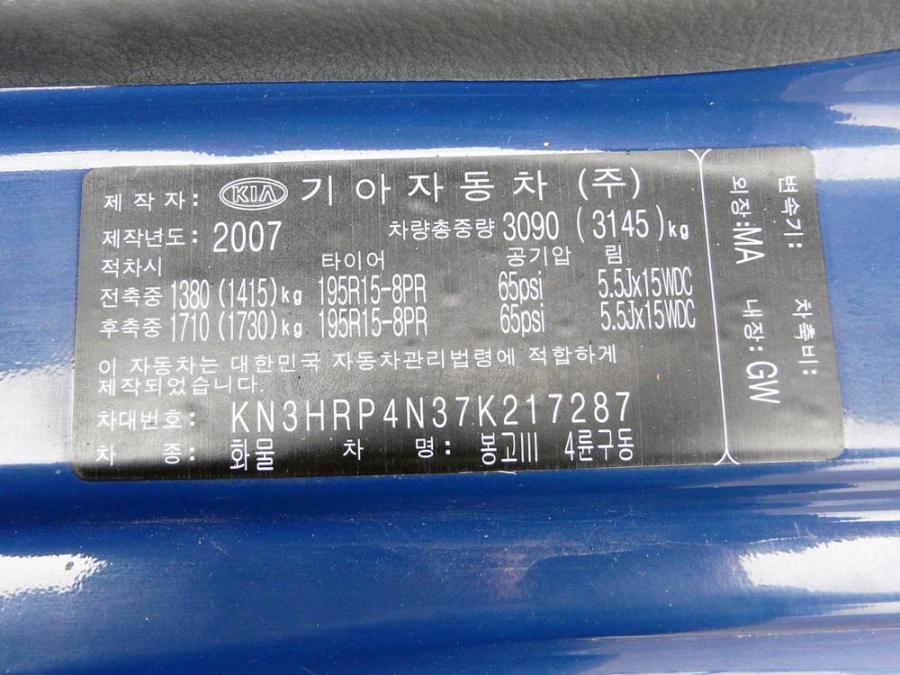 제 작 자 : KIA 기아자동차 (주)
제작년도 : 2007 차량총중량 3090 (3145) kg
적차시 타이어 공기압 림
전축중 1380 (1415) kg 195R15-8PR 65psi 5.5Jx15WDC
후축중 1710 (1730) kg 195R15-8PR 65psi 5.5Jx15WDC
이 자동차는 대한민국 자동차관리법령에 적합하게
제작되었습니다.
차대번호 : KN3HRP4N37K217287
차 종 : 화물 차 명 : 봉고III 4륜구동
변속기: 차축비:
외장: MA 내장: GW